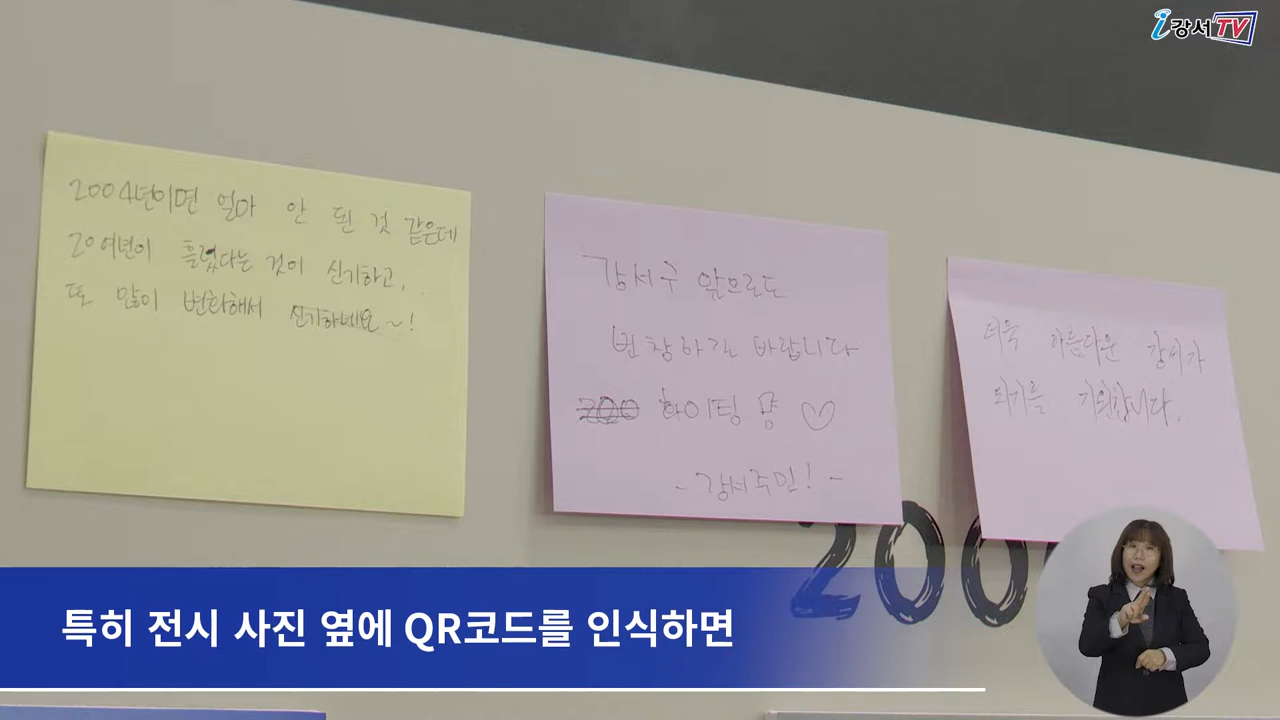 i강서TV
2004년이면 얼마 안 된 것 같은데
20여년이 흘렀다는 것이 신기하고,
또 많이 변화해서 신기하네요~!
강서구 앞으로도
번창하길 바랍니다
화이팅 ♡
- 강서주민! -
더욱 아름다운 강서가
되기를 기원합니다.
200
특히 전시 사진 옆에 QR코드를 인식하면